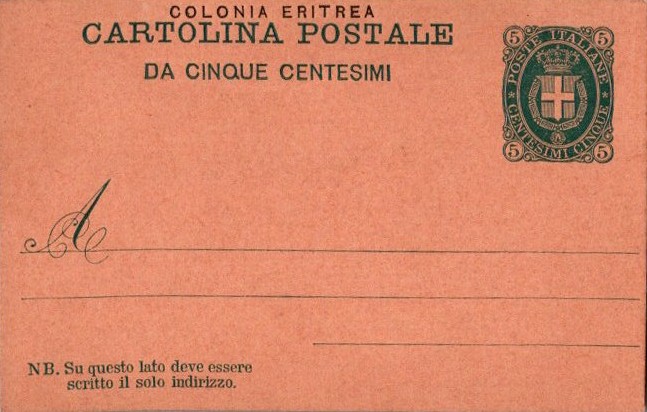 COLONIA ERITREA
CARTOLINA POSTALE
DA CINQUE CENTESIMI
5 5
POSTE ITALIANE
* CENTESIMI CINQUE *
5 5
A
NB. Su questo lato deve essere
scritto il solo indirizzo.